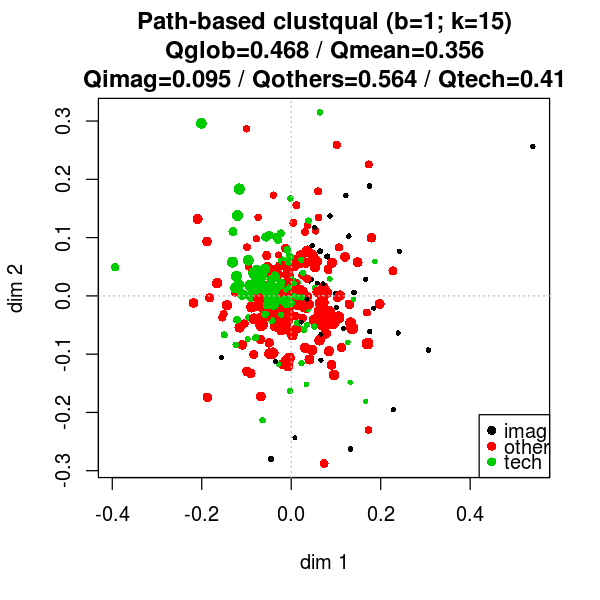 Path-based clustqual (b=1; k=15)
Qglob=0.468 / Qmean=0.356
Qimag=0.095 / Qothers=0.564 / Qtech=0.41
0.3
0.2
0.1
0.0
-0.1
-0.2
-0.3
dim 2
imag
other
tech
-0.4
-0.2
0.0
0.2
0.4
dim 1